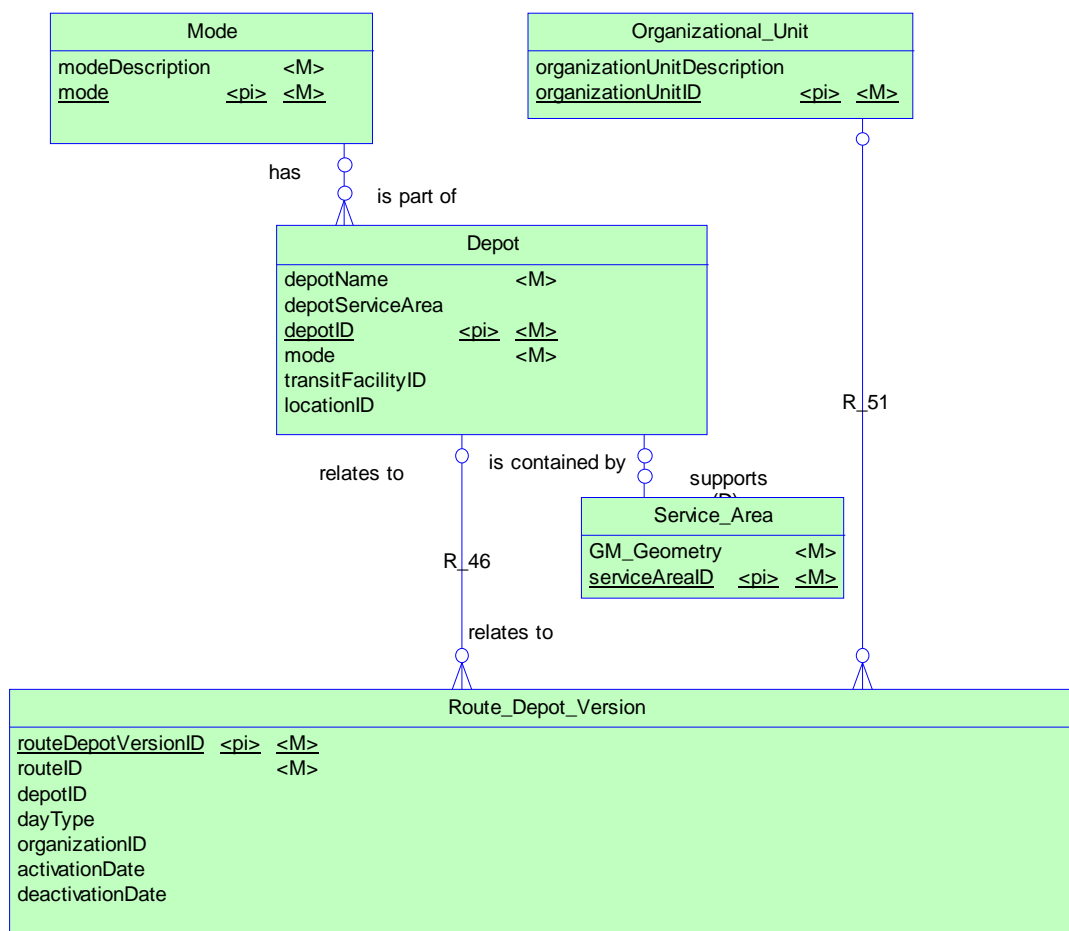 Mode
modeDescription <M>
mode <pi> <M>
Organizational_Unit
organizationUnitDescription
organizationUnitID <pi> <M>
has
is part of
Depot
depotName <M>
depotServiceArea
depotID <pi> <M>
mode <M>
transitFacilityID
locationID
R_51
relates to
is contained by
supports
Service_Area
GM_Geometry <M>
serviceAreaID <pi> <M>
R_46
relates to
Route_Depot_Version
routeDepotVersionID <pi> <M>
routeID <M>
depotID
dayType
organizationID
activationDate
deactivationDate